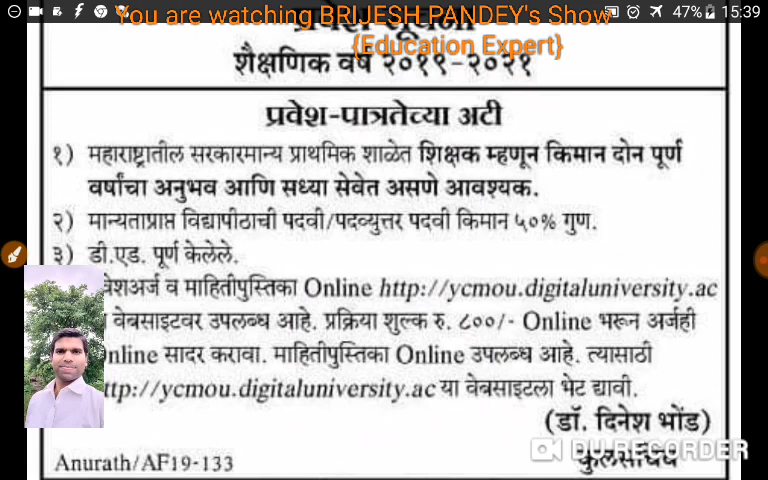 You are watching BRIJESH PANDEY's Show
47% 15:39
{Education Expert}
शैक्षणिक वर्ष २०१९-२०२१
प्रवेश-पात्रतेच्या अटी
१) महाराष्ट्रातील सरकारमान्य प्राथमिक शाळेत शिक्षक म्हणून किमान दोन पूर्ण
वर्षांचा अनुभव आणि सध्या सेवेत असणे आवश्यक.
२) मान्यताप्राप्त विद्यापीठाची पदवी/पदव्युत्तर पदवी किमान ५०% गुण.
३) डी.एड. पूर्ण केलेले.
वेशअर्ज व माहितीपुस्तिका Online http://ycmou.digitaluniversity.ac
वेबसाइटवर उपलब्ध आहे. प्रक्रिया शुल्क रु. ८००/- Online भरून अर्जही
nline सादर करावा. माहितीपुस्तिका Online उपलब्ध आहे. त्यासाठी
ttp://ycmou.digitaluniversity.ac या वेबसाइटला भेट द्यावी.
(डॉ. दिनेश भोंडे)
DU RECORDER
Anurath/AF19-133